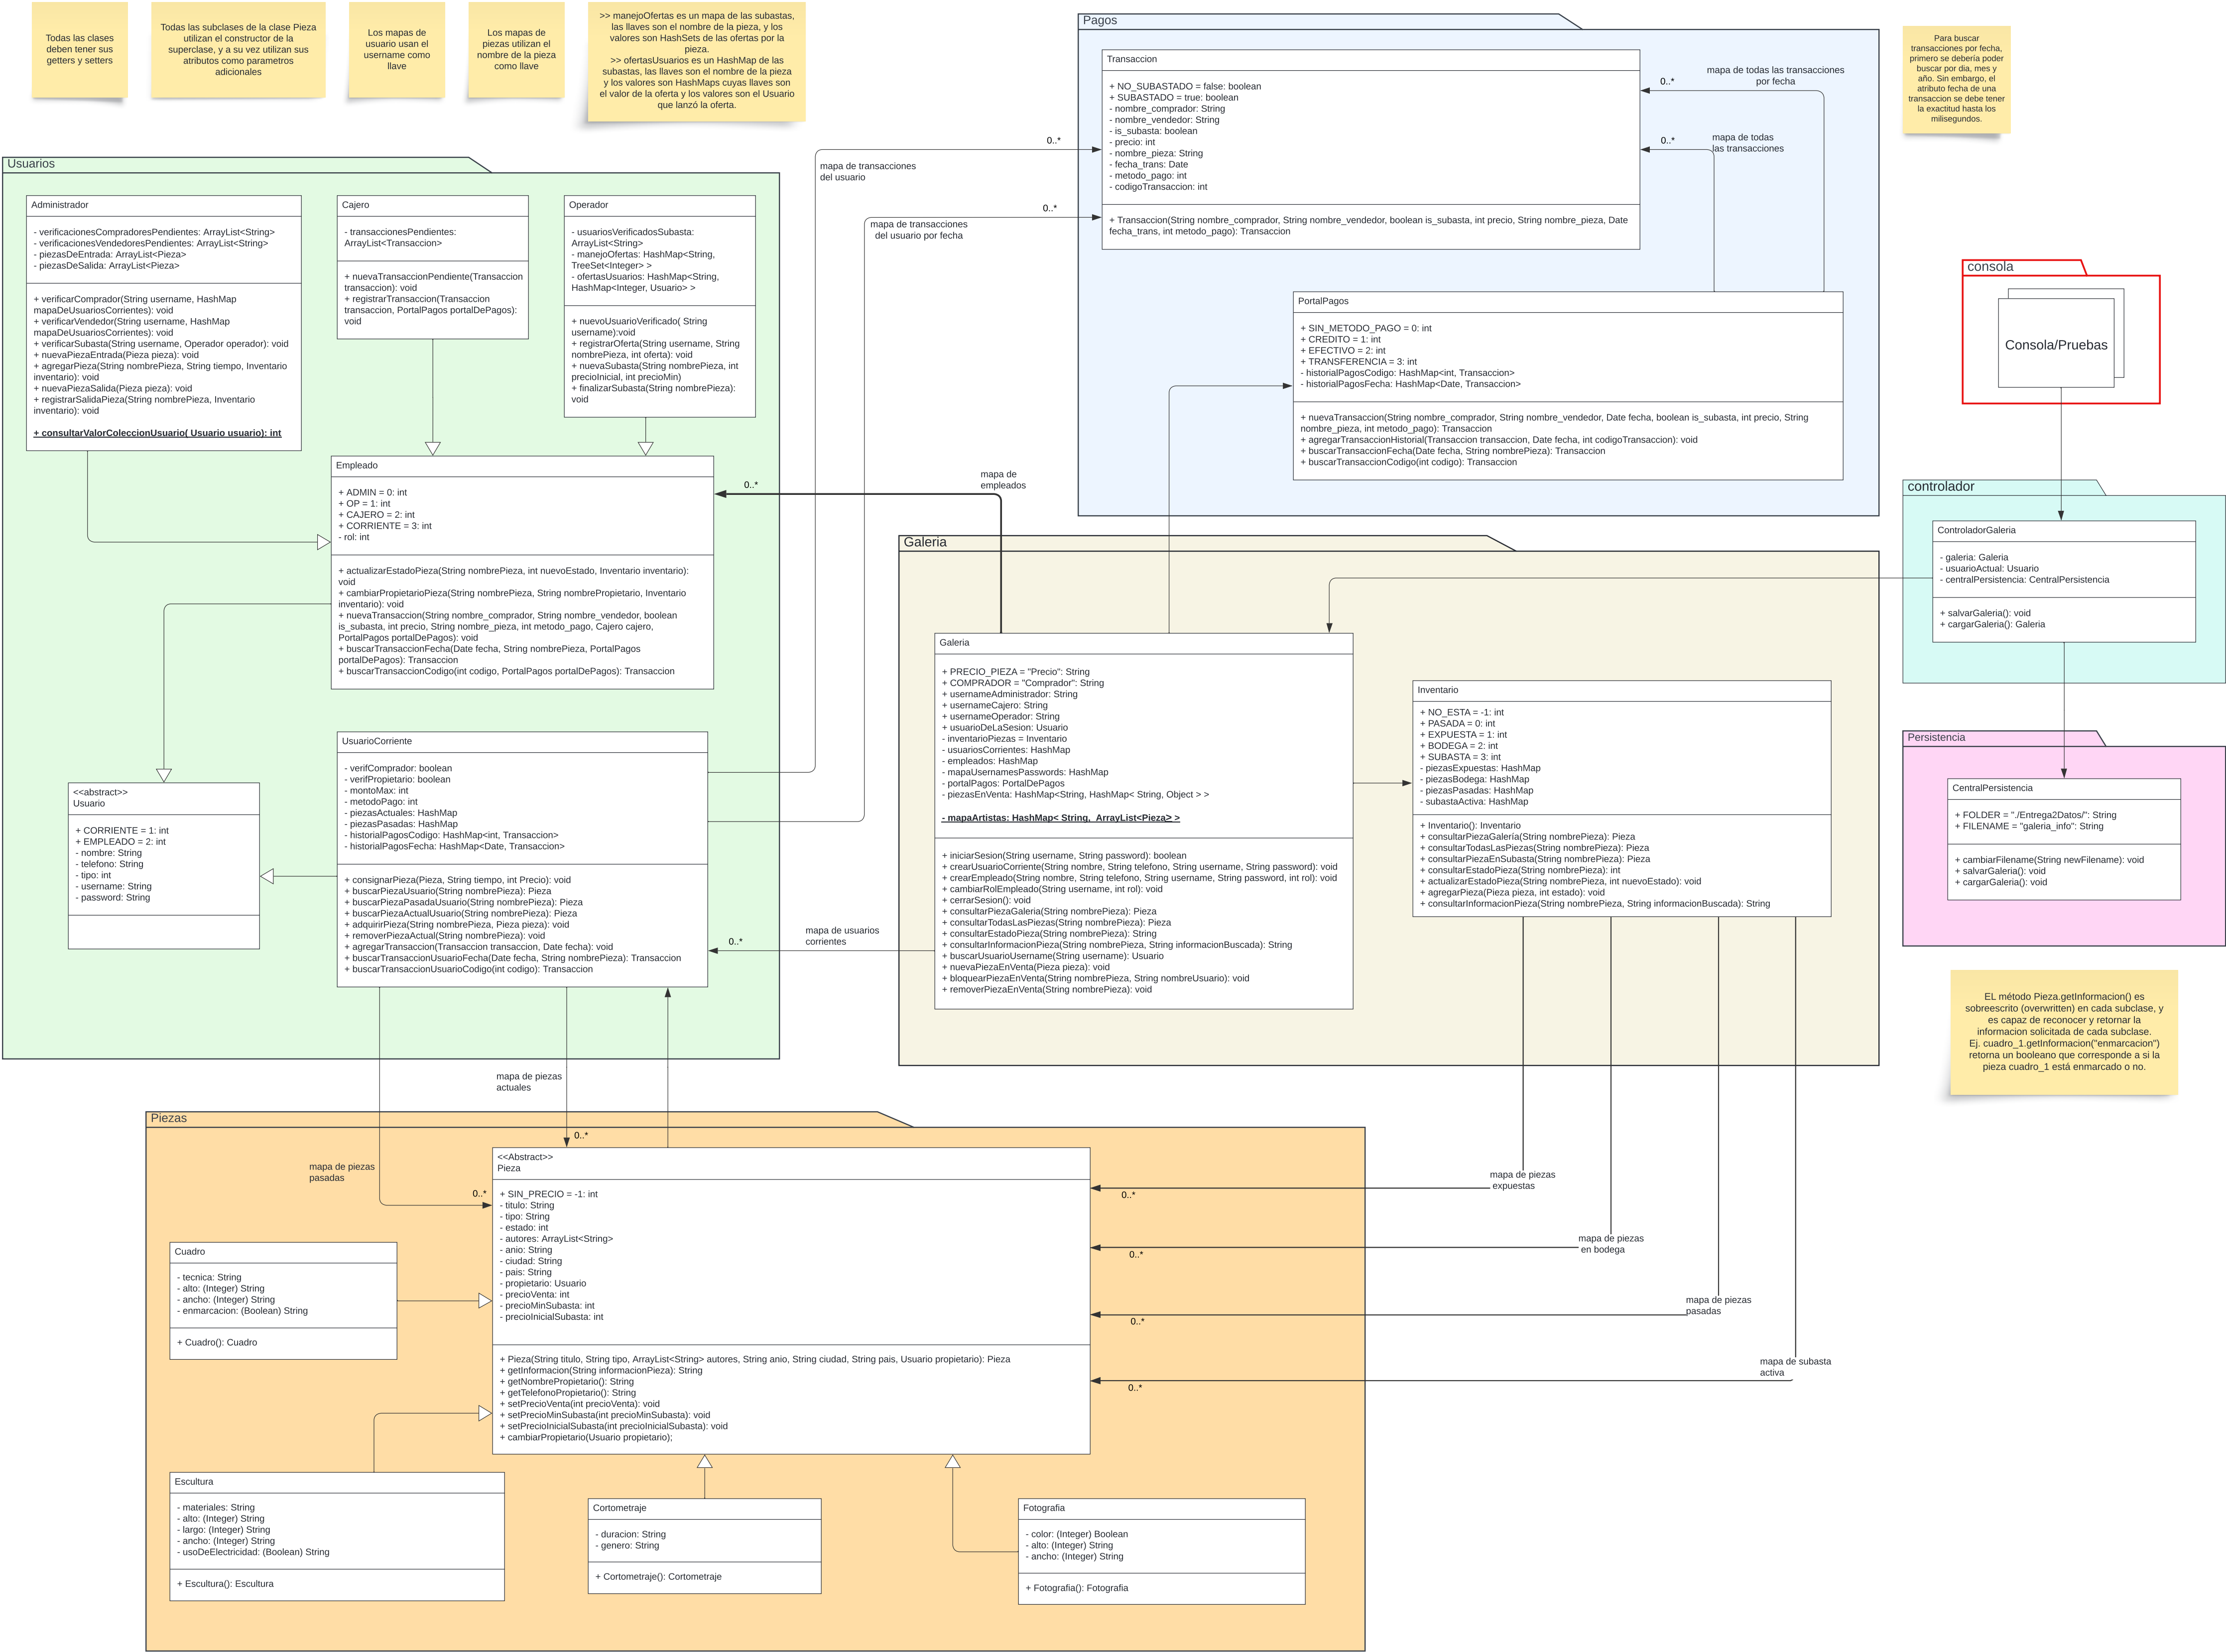 Todas las clases
deben tener sus
getters y setters
Todas las subclases de la clase Pieza
utilizan el constructor de la
superclase, y a su vez utilizan sus
atributos como parametros
adicionales
Los mapas de
usuario usan el
username como
llave
Los mapas de
piezas utilizan el
nombre de la pieza
como llave
>> manejoOfertas es un mapa de las subastas,
las llaves son el nombre de la pieza, y los
valores son HashSets de las ofertas por la
pieza.
>> ofertasUsuarios es un HashMap de las
subastas, las llaves son el nombre de la pieza
y los valores son HashMaps cuyas llaves son
el valor de la oferta y los valores son el Usuario
que lanzó la oferta.
Para buscar
transacciones por fecha,
primero se debería poder
buscar por dia, mes y
año. Sin embargo, el
atributo fecha de una
transaccion se debe tener
la exactitud hasta los
milisegundos.
Pagos
Transaccion
+ NO_SUBASTADO = false: boolean
+ SUBASTADO = true: boolean
- nombre_comprador: String
- nombre_vendedor: String
- is_subasta: boolean
- precio: int
- nombre_pieza: String
- fecha_trans: Date
- metodo_pago: int
- codigoTransaccion: int
+ Transaccion(String nombre_comprador, String nombre_vendedor, boolean is_subasta, int precio, String nombre_pieza, Date
fecha_trans, int metodo_pago): Transaccion
0..*
mapa de todas las transacciones
por fecha
0..*
mapa de todas
las transacciones
PortalPagos
+ SIN_METODO_PAGO = 0: int
+ CREDITO = 1: int
+ EFECTIVO = 2: int
+ TRANSFERENCIA = 3: int
- historialPagosCodigo: HashMap<int, Transaccion>
- historialPagosFecha: HashMap<Date, Transaccion>
+ nuevaTransaccion(String nombre_comprador, String nombre_vendedor, Date fecha, boolean is_subasta, int precio, String
nombre_pieza, int metodo_pago): Transaccion
+ agregarTransaccionHistorial(Transaccion transaccion, Date fecha, int codigoTransaccion): void
+ buscarTransaccionFecha(Date fecha, String nombrePieza): Transaccion
+ buscarTransaccionCodigo(int codigo): Transaccion
0..*
mapa de transacciones
del usuario
0..*
mapa de transacciones
del usuario por fecha
Usuarios
Administrador
- verificacionesCompradoresPendientes: ArrayList<String>
- verificacionesVendedoresPendientes: ArrayList<String>
- piezasDeEntrada: ArrayList<Pieza>
- piezasDeSalida: ArrayList<Pieza>
+ verificarComprador(String username, HashMap
mapaDeUsuariosCorrientes): void
+ verificarVendedor(String username, HashMap
mapaDeUsuariosCorrientes): void
+ verificarSubasta(String username, Operador operador): void
+ nuevaPiezaEntrada(Pieza pieza): void
+ agregarPieza(String nombrePieza, String tiempo, Inventario
inventario): void
+ nuevaPiezaSalida(Pieza pieza): void
+ registrarSalidaPieza(String nombrePieza, Inventario
inventario): void
+ consultarValorColeccionUsuario( Usuario usuario): int
Cajero
- transaccionesPendientes:
ArrayList<Transaccion>
+ nuevaTransaccionPendiente(Transaccion
transaccion): void
+ registrarTransaccion(Transaccion
transaccion, PortalPagos portalDePagos):
void
Operador
- usuariosVerificadosSubasta:
ArrayList<String>
- manejoOfertas: HashMap<String,
TreeSet<Integer> >
- ofertasUsuarios: HashMap<String,
HashMap<Integer, Usuario> >
+ nuevoUsuarioVerificado( String
username):void
+ registrarOferta(String username, String
nombrePieza, int oferta): void
+ nuevaSubasta(String nombrePieza, int
precioInicial, int precioMin)
+ finalizarSubasta(String nombrePieza):
void
Empleado
+ ADMIN = 0: int
+ OP = 1: int
+ CAJERO = 2: int
+ CORRIENTE = 3: int
- rol: int
+ actualizarEstadoPieza(String nombrePieza, int nuevoEstado, Inventario inventario):
void
+ cambiarPropietarioPieza(String nombrePieza, String nombrePropietario, Inventario
inventario): void
+ nuevaTransaccion(String nombre_comprador, String nombre_vendedor, boolean
is_subasta, int precio, String nombre_pieza, int metodo_pago, Cajero cajero,
PortalPagos portalDePagos): void
+ buscarTransaccionFecha(Date fecha, String nombrePieza, PortalPagos
portalDePagos): Transaccion
+ buscarTransaccionCodigo(int codigo, PortalPagos portalDePagos): Transaccion
0..*
mapa de
empleados
UsuarioCorriente
- verifComprador: boolean
- verifPropietario: boolean
- montoMax: int
- metodoPago: int
- piezasActuales: HashMap
- piezasPasadas: HashMap
- historialPagosCodigo: HashMap<int, Transaccion>
- historialPagosFecha: HashMap<Date, Transaccion>
+ consignarPieza(Pieza, String tiempo, int Precio): void
+ buscarPiezaUsuario(String nombrePieza): Pieza
+ buscarPiezaPasadaUsuario(String nombrePieza): Pieza
+ buscarPiezaActualUsuario(String nombrePieza): Pieza
+ adquirirPieza(String nombrePieza, Pieza pieza): void
+ removerPiezaActual(String nombrePieza): void
+ agregarTransaccion(Transaccion transaccion, Date fecha): void
+ buscarTransaccionUsuarioFecha(Date fecha, String nombrePieza): Transaccion
+ buscarTransaccionUsuarioCodigo(int codigo): Transaccion
<<abstract>>
Usuario
+ CORRIENTE = 1: int
+ EMPLEADO = 2: int
- nombre: String
- telefono: String
- tipo: int
- username: String
- password: String
0..*
mapa de usuarios
corrientes
Galeria
Galeria
+ PRECIO_PIEZA = "Precio": String
+ COMPRADOR = "Comprador": String
+ usernameAdministrador: String
+ usernameCajero: String
+ usernameOperador: String
+ usuarioDeLaSesion: Usuario
- inventarioPiezas = Inventario
- usuariosCorrientes: HashMap
- empleados: HashMap
- mapaUsernamesPasswords: HashMap
- portalPagos: PortalDePagos
- piezasEnVenta: HashMap<String, HashMap< String, Object > >
- mapaArtistas: HashMap< String, ArrayList<Pieza> >
+ iniciarSesion(String username, String password): boolean
+ crearUsuarioCorriente(String nombre, String telefono, String username, String password): void
+ crearEmpleado(String nombre, String telefono, String username, String password, int rol): void
+ cambiarRolEmpleado(String username, int rol): void
+ cerrarSesion(): void
+ consultarPiezaGaleria(String nombrePieza): Pieza
+ consultarTodasLasPiezas(String nombrePieza): Pieza
+ consultarEstadoPieza(String nombrePieza): String
+ consultarInformacionPieza(String nombrePieza, String informacionBuscada): String
+ buscarUsuarioUsername(String username): Usuario
+ nuevaPiezaEnVenta(Pieza pieza): void
+ bloquearPiezaEnVenta(String nombrePieza, String nombreUsuario): void
+ removerPiezaEnVenta(String nombrePieza): void
Inventario
+ NO_ESTA = -1: int
+ PASADA = 0: int
+ EXPUESTA = 1: int
+ BODEGA = 2: int
+ SUBASTA = 3: int
- piezasExpuestas: HashMap
- piezasBodega: HashMap
- piezasPasadas: HashMap
- subastaActiva: HashMap
+ Inventario(): Inventario
+ consultarPiezaGalería(String nombrePieza): Pieza
+ consultarTodasLasPiezas(String nombrePieza): Pieza
+ consultarPiezaEnSubasta(String nombrePieza): Pieza
+ consultarEstadoPieza(String nombrePieza): int
+ actualizarEstadoPieza(String nombrePieza, int nuevoEstado): void
+ agregarPieza(Pieza pieza, int estado): void
+ consultarInformacionPieza(String nombrePieza, String informacionBuscada): String
consola
Consola/Pruebas
controlador
ControladorGaleria
- galeria: Galeria
- usuarioActual: Usuario
- centralPersistencia: CentralPersistencia
+ salvarGaleria(): void
+ cargarGaleria(): Galeria
Persistencia
CentralPersistencia
+ FOLDER = "./Entrega2Datos/": String
+ FILENAME = "galeria_info": String
+ cambiarFilename(String newFilename): void
+ salvarGaleria(): void
+ cargarGaleria(): void
EL método Pieza.getInformacion() es
sobreescrito (overwritten) en cada subclase, y
es capaz de reconocer y retornar la
informacion solicitada de cada subclase.
Ej. cuadro_1.getInformacion("enmarcacion")
retorna un booleano que corresponde a si la
pieza cuadro_1 está enmarcado o no.
mapa de piezas
actuales
0..*
mapa de piezas
pasadas
0..*
Piezas
<<Abstract>>
Pieza
+ SIN_PRECIO = -1: int
- titulo: String
- tipo: String
- estado: int
- autores: ArrayList<String>
- anio: String
- ciudad: String
- pais: String
- propietario: Usuario
- precioVenta: int
- precioMinSubasta: int
- precioInicialSubasta: int
+ Pieza(String titulo, String tipo, ArrayList<String> autores, String anio, String ciudad, String pais, Usuario propietario): Pieza
+ getInformacion(String informacionPieza): String
+ getNombrePropietario(): String
+ getTelefonoPropietario(): String
+ setPrecioVenta(int precioVenta): void
+ setPrecioMinSubasta(int precioMinSubasta): void
+ setPrecioInicialSubasta(int precioInicialSubasta): void
+ cambiarPropietario(Usuario propietario);
mapa de piezas
expuestas
0..*
mapa de piezas
en bodega
0..*
mapa de piezas
pasadas
0..*
mapa de subasta
activa
0..*
Cuadro
- tecnica: String
- alto: (Integer) String
- ancho: (Integer) String
- enmarcacion: (Boolean) String
+ Cuadro(): Cuadro
Escultura
- materiales: String
- alto: (Integer) String
- largo: (Integer) String
- ancho: (Integer) String
- usoDeElectricidad: (Boolean) String
+ Escultura(): Escultura
Cortometraje
- duracion: String
- genero: String
+ Cortometraje(): Cortometraje
Fotografia
- color: (Integer) Boolean
- alto: (Integer) String
- ancho: (Integer) String
+ Fotografia(): Fotografia